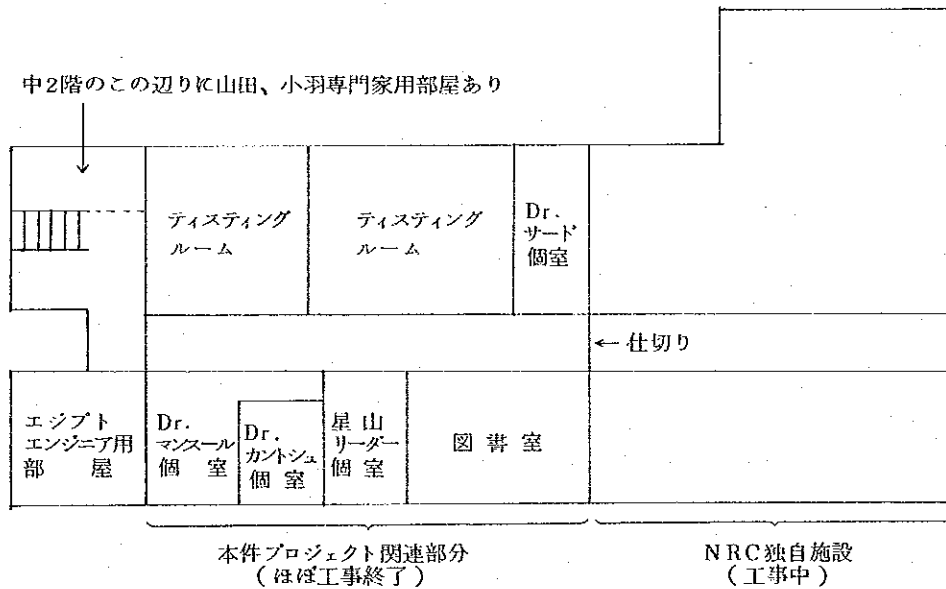 中2階のこの辺りに山田、小羽専門家用部屋あり
ティスティング
ルーム
ティスティング
ルーム
Dr.
サード
個室
←仕切り
エジプト
エンジニア用
部屋
Dr.
マンスール
個室
Dr.
カントシュ
個室
星山
リーダー
個室
図書室
本件プロジェクト関連部分
(ほぼ工事終了)
NRC独自施設
(工事中)